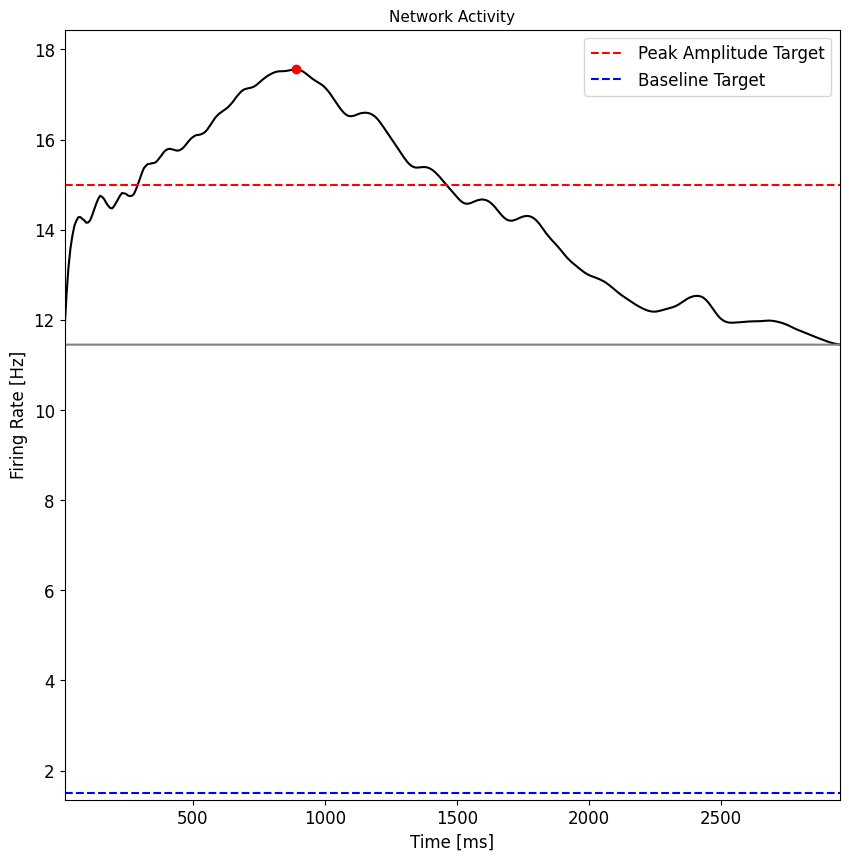 Network Activity
Peak Amplitude Target
Baseline Target
Firing Rate [Hz]
18
16
14
12
10
8
6
4
2
500
1000
1500
2000
2500
Time [ms]